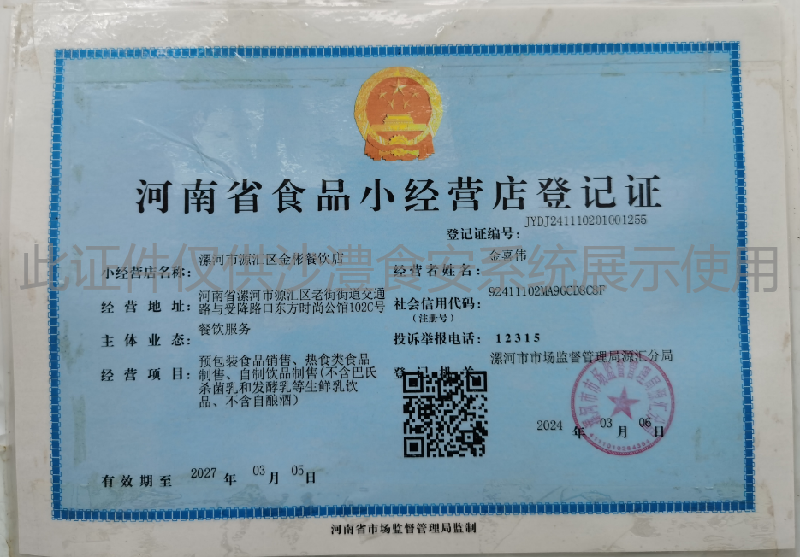 河南省食品小经营店登记证
登记证编号：JYDJ24111020100125​5
此证件仅供沙澧食安系统展示使用
小经营店名称：漯河市源汇区金彬餐饮店
经营者姓名：金喜伟
经营地址：河南省漯河市源汇区老街街道交通
路与受降路口东方时尚公馆102C号
社会信用代码：92411102MA9GCD8C8F
（注册号）
主体业态：餐饮服务
投诉举报电话：12315
经营项目：预包装食品销售、热食类食品
制售、自制饮品制售(不含巴氏
杀菌乳和发酵乳等生鲜乳饮
品、不含自酿酒)
登记机关 漯河市市场监督管理局源汇分局
2024 年 03 月 06 日
有效期至 2027 年 03 月 05 日
河南省市场监督管理局监制